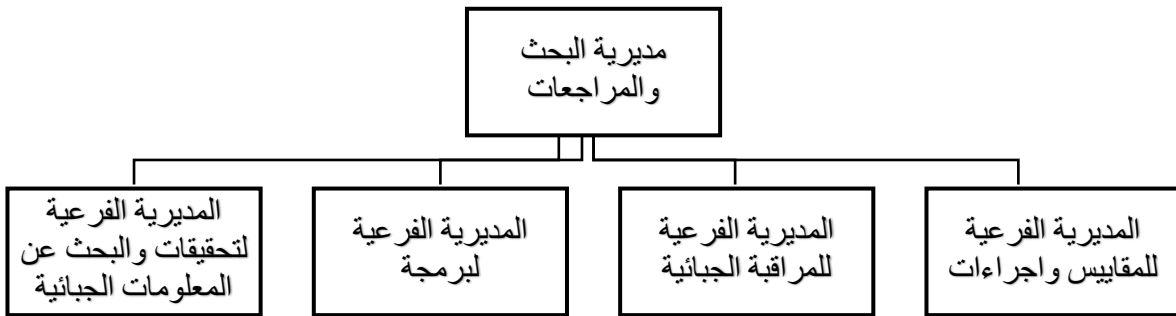 مديرية البحث
والمراجعات
المديرية الفرعية
للمقاييس واجراءات
المديرية الفرعية
للمراقبة الجبائية
المديرية الفرعية
لبرمجة
المديرية الفرعية
لتحقيقات والبحث عن
المعلومات الجبائية